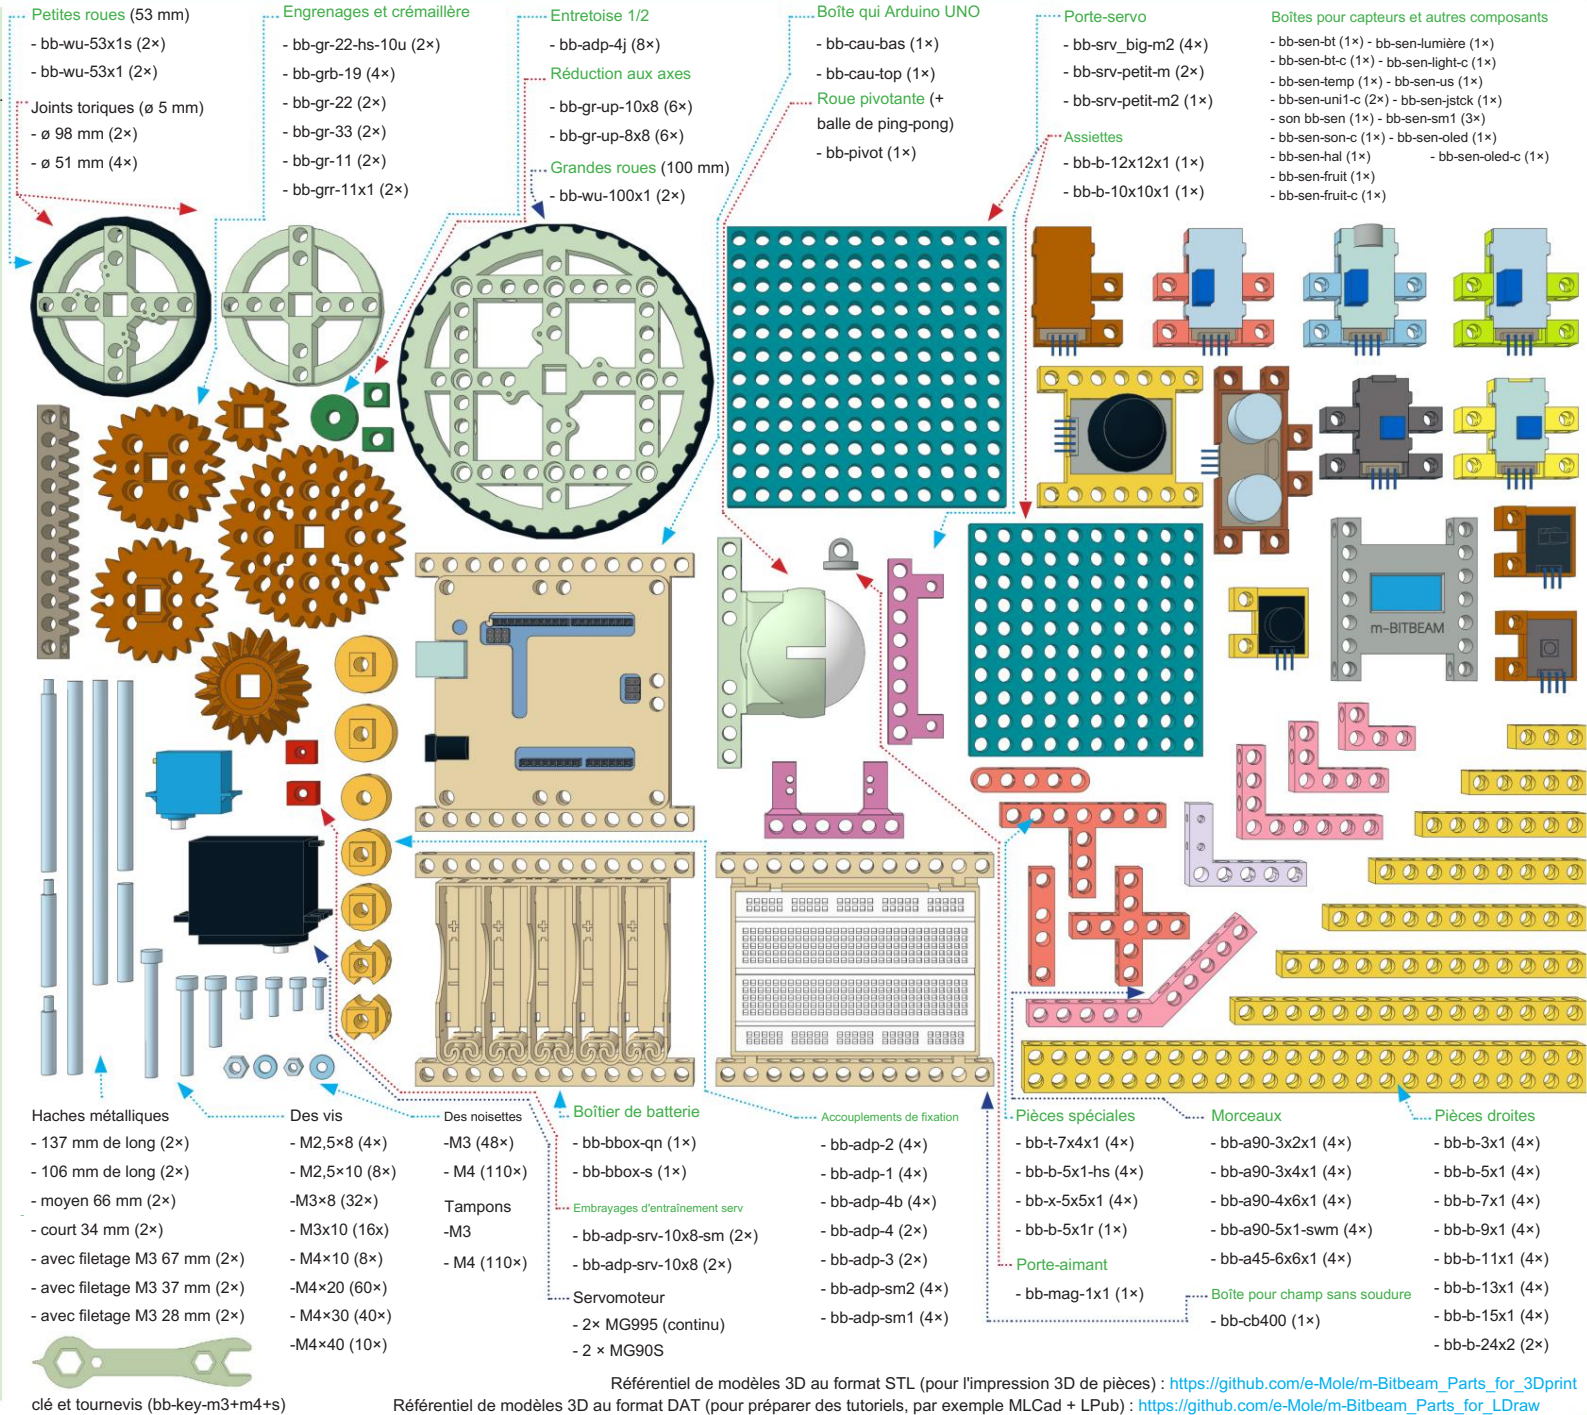 Petites roues (53 mm)
- bb-wu-53x1s (2×)
- bb-wu-53x1 (2×)
Joints toriques (ø 5 mm)
- ø 98 mm (2×)
- ø 51 mm (4×)
Engrenages et crémaillère
- bb-gr-22-hs-10u (2×)
- bb-grb-19 (4×)
- bb-gr-22 (2×)
- bb-gr-33 (2×)
- bb-gr-11 (2×)
- bb-grr-11x1 (2×)
Entretoise 1/2
- bb-adp-4j (8×)
Réduction aux axes
- bb-gr-up-10x8 (6×)
- bb-gr-up-8x8 (6×)
Grandes roues (100 mm)
- bb-wu-100x1 (2×)
Boîte qui Arduino UNO
- bb-cau-bas (1×)
- bb-cau-top (1×)
Roue pivotante (+
balle de ping-pong)
- bb-pivot (1×)
Porte-servo
- bb-srv_big-m2 (4×)
- bb-srv-petit-m (2×)
- bb-srv-petit-m2 (1×)
Assiettes
- bb-b-12x12x1 (1×)
- bb-b-10x10x1 (1×)
Boîtes pour capteurs et autres composants
- bb-sen-bt (1×) - bb-sen-lumière (1×)
- bb-sen-bt-c (1×) - bb-sen-light-c (1×)
- bb-sen-temp (1×) - bb-sen-us (1×)
- bb-sen-uni1-c (2×) - bb-sen-jstck (1×)
- son bb-sen (1×) - bb-sen-sm1 (3×)
- bb-sen-son-c (1×) - bb-sen-oled (1×)
- bb-sen-hal (1×) - bb-sen-oled-c (1×)
- bb-sen-fruit (1×)
- bb-sen-fruit-c (1×)
m-BITBEAM
Haches métalliques
- 137 mm de long (2×)
- 106 mm de long (2×)
- moyen 66 mm (2×)
- court 34 mm (2×)
- avec filetage M3 67 mm (2×)
- avec filetage M3 37 mm (2×)
- avec filetage M3 28 mm (2×)
Des vis
- M2,5×8 (4×)
- M2,5×10 (8×)
-M3×8 (32×)
- M3x10 (16x)
- M4×10 (8×)
-M4×20 (60×)
- M4×30 (40×)
-M4×40 (10×)
Des noisettes
-M3 (48×)
- M4 (110×)
Tampons
-M3
- M4 (110×)
Boîtier de batterie
- bb-bbox-qn (1×)
- bb-bbox-s (1×)
Embrayages d'entraînement serv
- bb-adp-srv-10x8-sm (2×)
- bb-adp-srv-10x8 (2×)
Servomoteur
- 2× MG995 (continu)
- 2 × MG90S
Accouplements de fixation
- bb-adp-2 (4×)
- bb-adp-1 (4×)
- bb-adp-4b (4×)
- bb-adp-4 (2×)
- bb-adp-3 (2×)
- bb-adp-sm2 (4×)
- bb-adp-sm1 (4×)
Pièces spéciales
- bb-t-7x4x1 (4×)
- bb-b-5x1-hs (4×)
- bb-x-5x5x1 (4×)
- bb-b-5x1r (1×)
Porte-aimant
- bb-mag-1x1 (1×)
Morceaux
- bb-a90-3x2x1 (4×)
- bb-a90-3x4x1 (4×)
- bb-a90-4x6x1 (4×)
- bb-a90-5x1-swm (4×)
- bb-a45-6x6x1 (4×)
Boîte pour champ sans soudure
- bb-cb400 (1×)
Pièces droites
- bb-b-3x1 (4×)
- bb-b-5x1 (4×)
- bb-b-7x1 (4×)
- bb-b-9x1 (4×)
- bb-b-11x1 (4×)
- bb-b-13x1 (4×)
- bb-b-15x1 (4×)
- bb-b-24x2 (2×)
clé et tournevis (bb-key-m3+m4+s)
Référentiel de modèles 3D au format STL (pour l'impression 3D de pièces) : https://github.com/e-Mole/m-Bitbeam_Parts_for_3Dprint
Référentiel de modèles 3D au format DAT (pour préparer des tutoriels, par exemple MLCad + LPub) : https://github.com/e-Mole/m-Bitbeam_Parts_for_LDraw